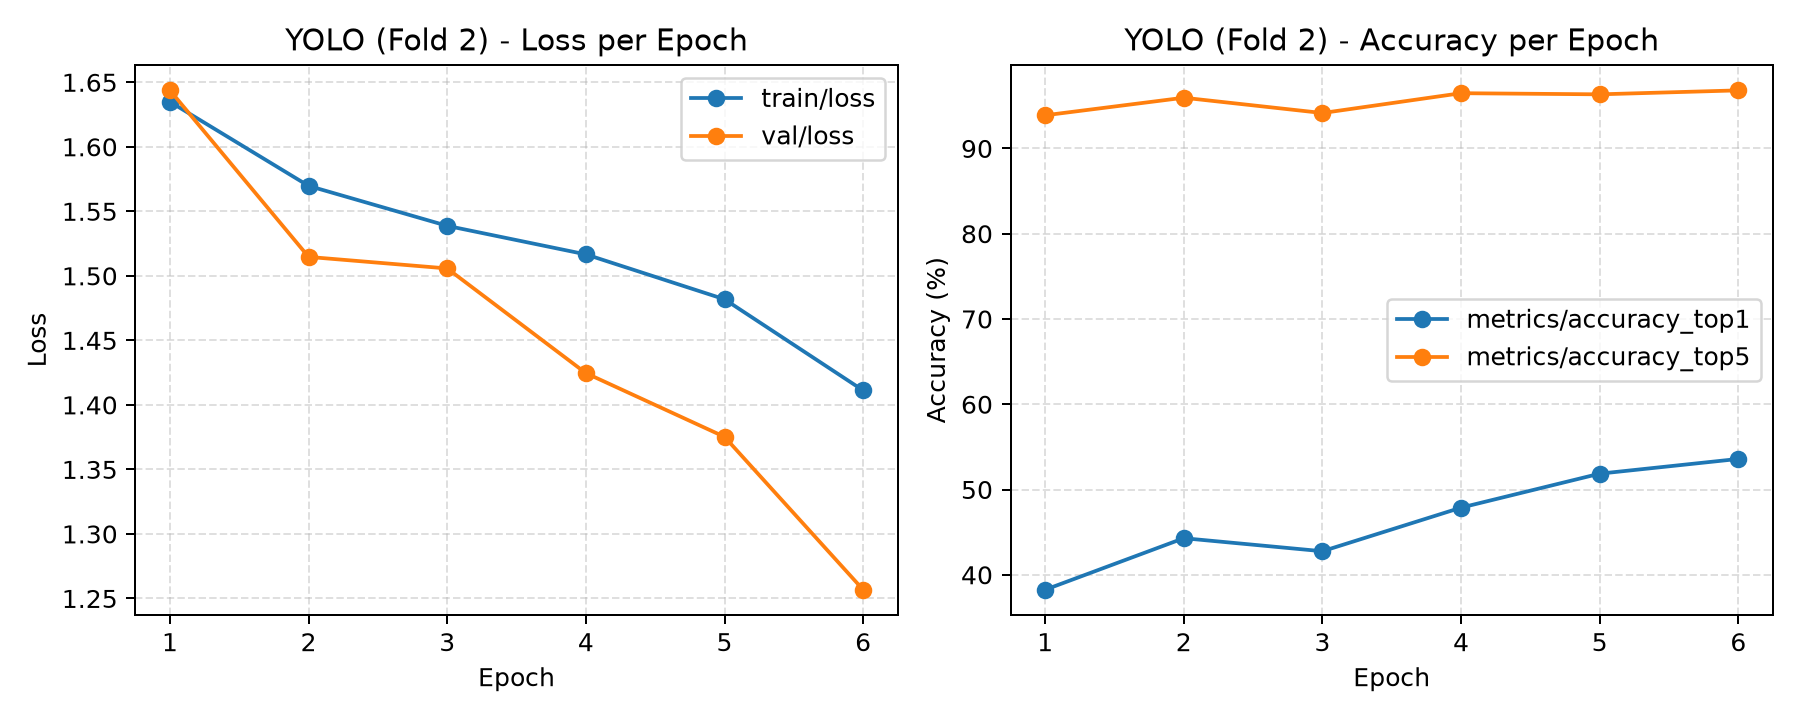 YOLO (Fold 2) - Loss per Epoch
1.65
1.60
1.55
1.50
1.45
1.40
1.35
1.30
1.25
Loss
train/loss
val/loss
1 2 3 4 5 6
Epoch
YOLO (Fold 2) - Accuracy per Epoch
90
80
70
60
50
40
Accuracy (%)
metrics/accuracy_top1
metrics/accuracy_top5
1 2 3 4 5 6
Epoch